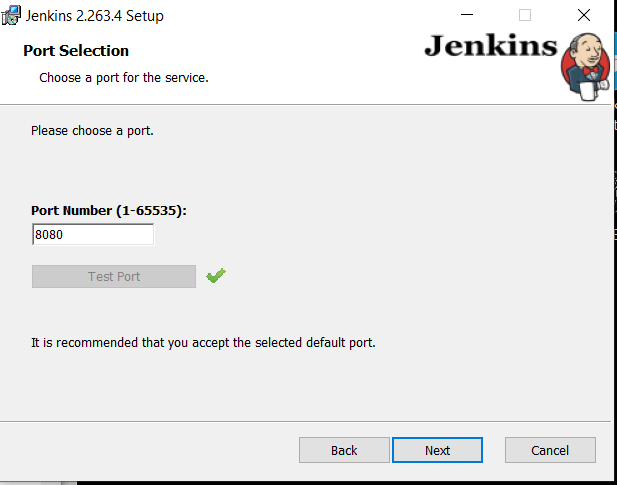 Jenkins 2.263.4 Setup
Port Selection
Jenkins
Choose a port for the service.
Please choose a port.
Port Number (1-65535):
8080
Test Port
It is recommended that you accept the selected default port.
Back Next Cancel